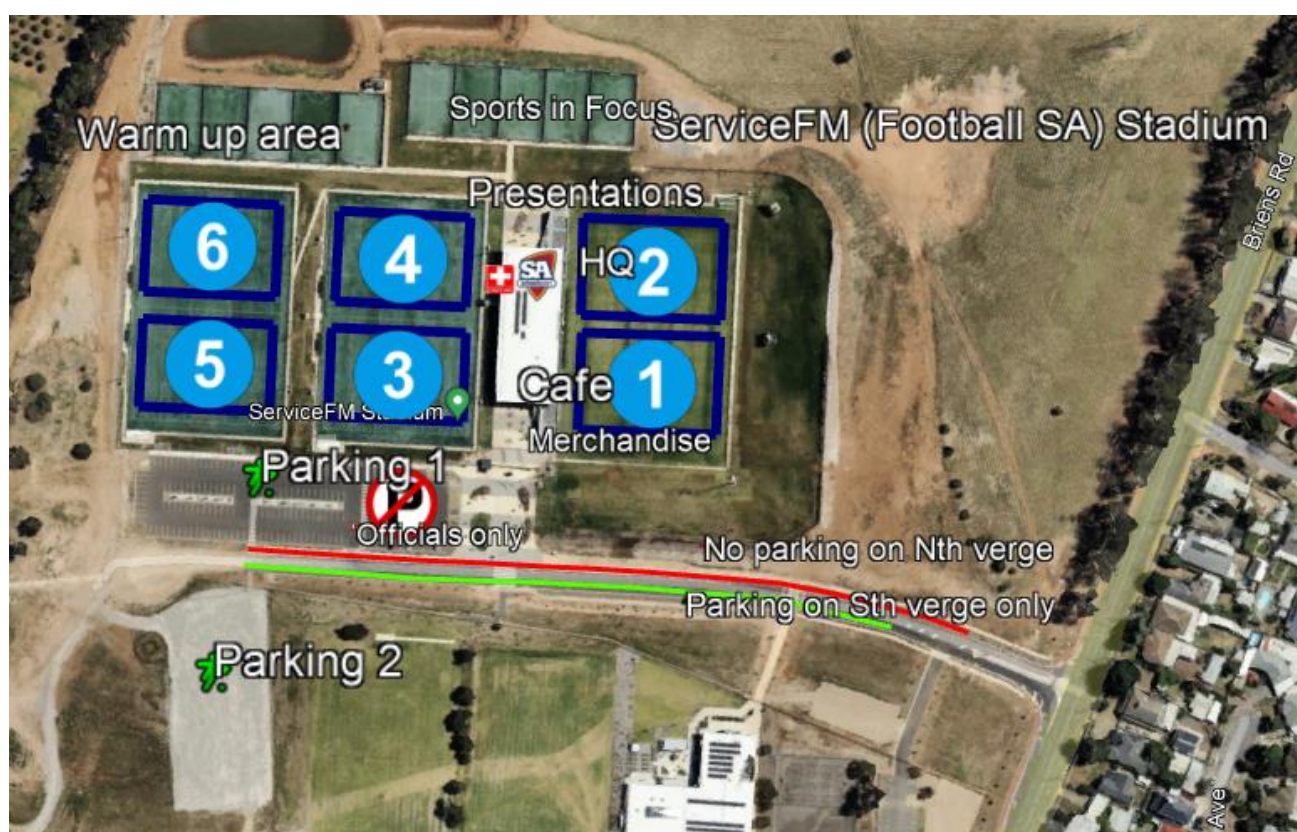 Sports in Focus
ServiceFM (Football SA) Stadium
Warm up area
Briens Rd
Presentations
6
4
HQ
2
SA
5
3
Cafe
1
ServiceFM Stadium
Merchandise
Parking 1
P
Officials only
No parking on Nth verge
Parking on Sth verge only
Parking 2
Ave